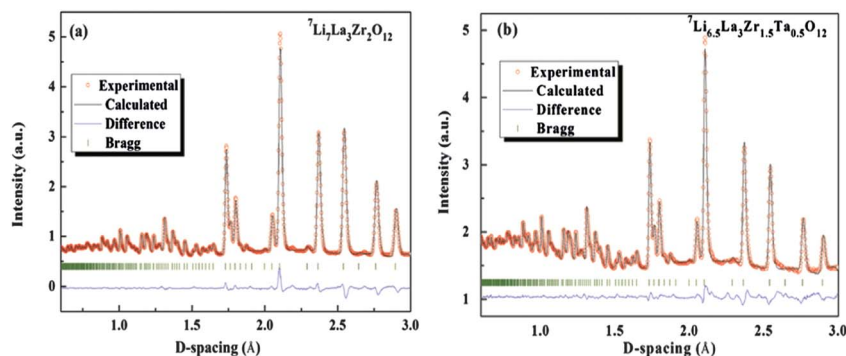 (a)
⁷Li₇La₃Zr₂O₁₂
Experimental
Calculated
Difference
Bragg
Intensity (a.u.)
5
4
3
2
1
0
1.0
1.5
2.0
2.5
3.0
D-spacing (Å)
(b)
⁷Li₆.₅La₃Zr₁.₅Ta₀.₅O₁₂
Experimental
Calculated
Difference
Bragg
Intensity (a.u.)
5
4
3
2
1
1.0
1.5
2.0
2.5
3.0
D-spacing (Å)